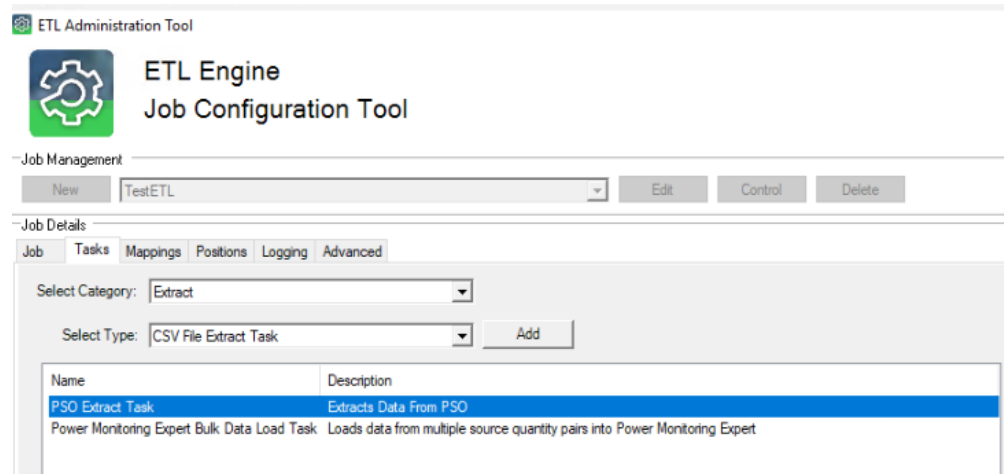 ETL Administration Tool
ETL Engine
Job Configuration Tool
Job Management
New TestETL Edit Control Delete
Job Details
Job Tasks Mappings Positions Logging Advanced
Select Category: Extract
Select Type: CSV File Extract Task Add
Name Description
PSO Extract Task Extracts Data From PSO
Power Monitoring Expert Bulk Data Load Task Loads data from multiple source quantity pairs into Power Monitoring Expert